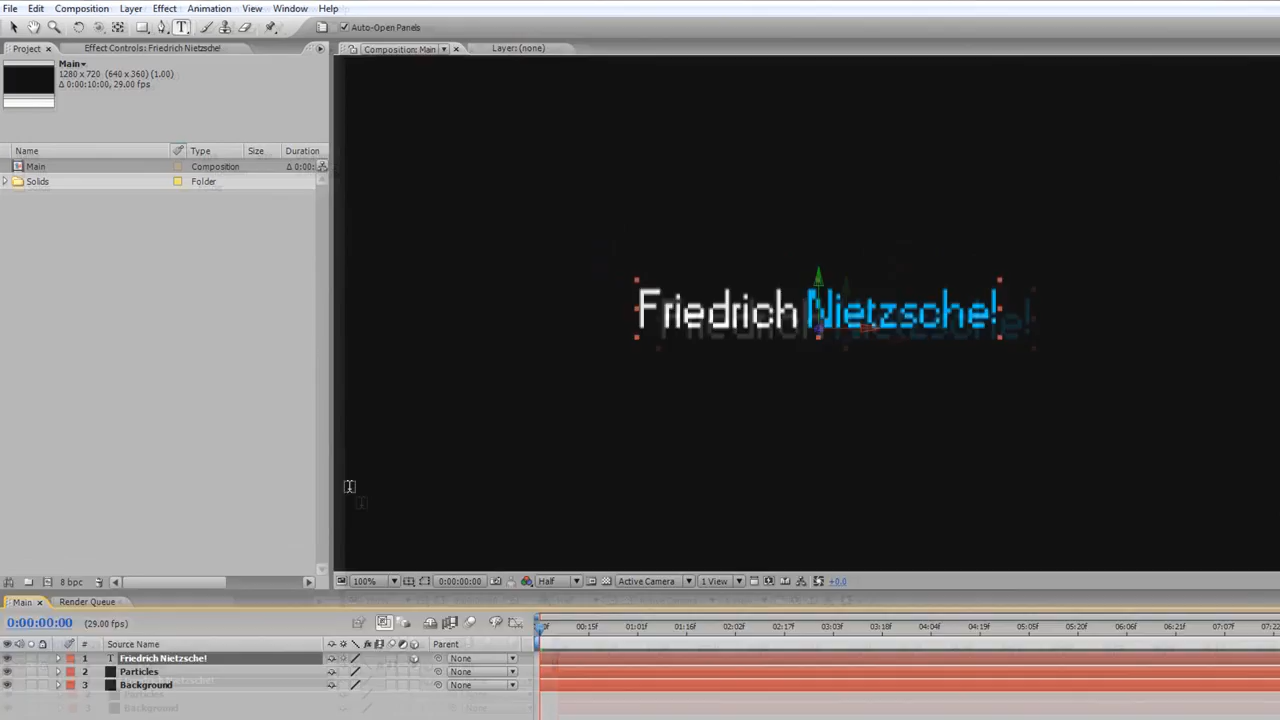 File Edit Composition Layer Effect Animation View Window Help
Auto-Open Panels
Project Effect Controls: Friedrich Nietzsche! Composition: Main Layer: (none)
Main
1280 x 720 (640 x 360) (1.00)
Δ 0:00:10:00, 29.00 fps
Name Type Size Duration
Main Composition Δ 0:00:
Solids Folder
Friedrich Nietzsche!
8 bpc 100% 0:00:00:00 Half Active Camera 1 View +0.0
Main Render Queue
0:00:00:00 (29.00 fps) 00:15f 01:01f 01:16f 02:02f 02:17f 03:03f 03:18f 04:04f 04:19f 05:05f 05:20f 06:06f 06:21f 07:07f 07:22
# Source Name Parent
1 T Friedrich Nietzsche! None
2 Particles None
3 Background None